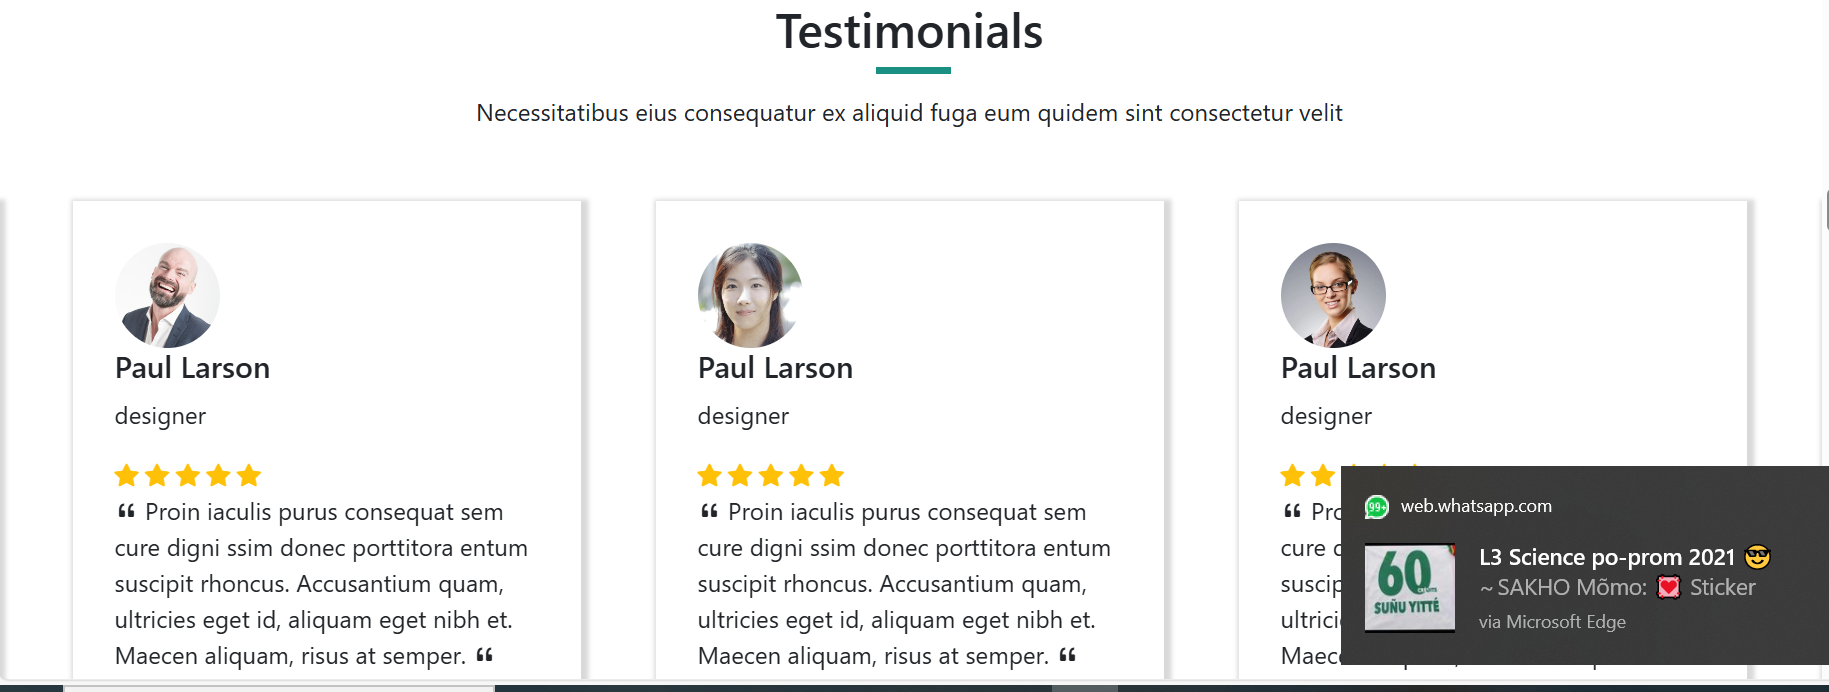 Testimonials
Necessitatibus eius consequatur ex aliquid fuga eum quidem sint consectetur velit
Paul Larson
designer
“ Proin iaculis purus consequat sem
cure digni ssim donec porttitora entum
suscipit rhoncus. Accusantium quam,
ultricies eget id, aliquam eget nibh et.
Maecen aliquam, risus at semper. “
Paul Larson
designer
“ Proin iaculis purus consequat sem
cure digni ssim donec porttitora entum
suscipit rhoncus. Accusantium quam,
ultricies eget id, aliquam eget nibh et.
Maecen aliquam, risus at semper. “
Paul Larson
designer
“ Pro
cure
suscip
ultrici
Maec
99+ web.whatsapp.com
60
CRÉDITS
SUÑU YITTÉ
L3 Science po-prom 2021 😎
~ SAKHO Mõmo: 💟 Sticker
via Microsoft Edge